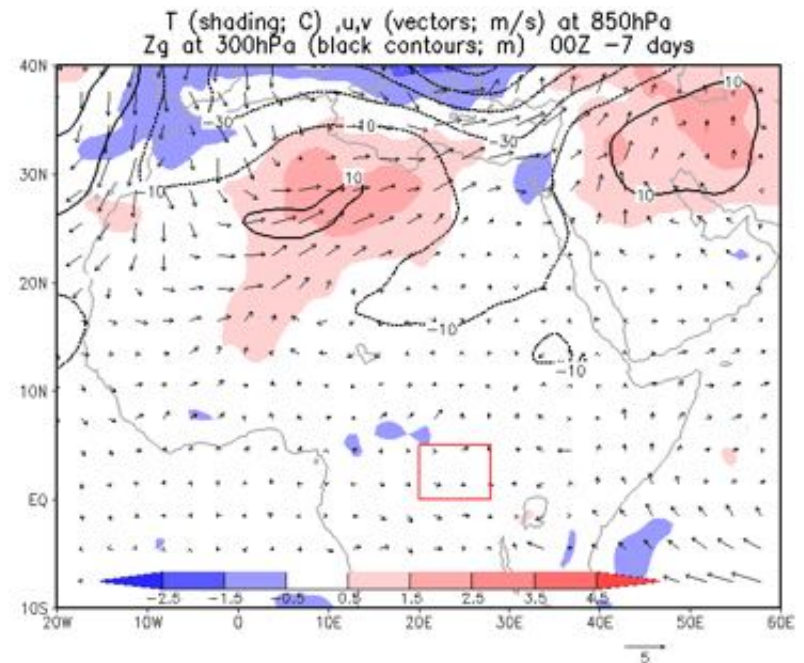 T (shading; C) ,u,v (vectors; m/s) at 850hPa
Zg at 300hPa (black contours; m) 00Z -7 days
40N
10
-30
-10
-30
30N
10
10
10
20N
-10
-10
10N
EQ
-2.5 -1.5 -0.5 0.5 1.5 2.5 3.5 4.5
10S
20W 10W 0 10E 20E 30E 40E 50E 60E
5